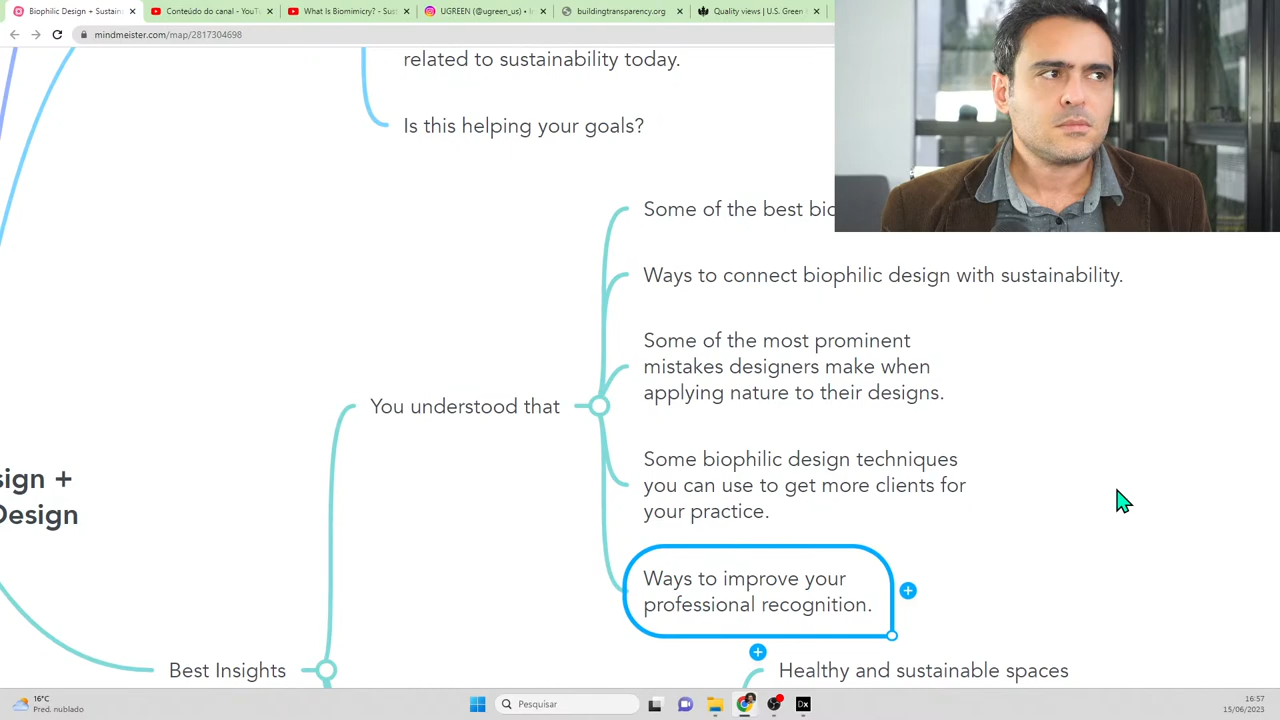 Biophilic Design + Sustain
Conteúdo do canal - YouT
What Is Biomimicry? - Sus
UGREEN (@ugreen_us) •
buildingtransparency.org
Quality views | U.S. Green
mindmeister.com/map/2817304698
related to sustainability today.
Is this helping your goals?
Some of the best bio
Ways to connect biophilic design with sustainability.
Some of the most prominent
mistakes designers make when
applying nature to their designs.
You understood that
sign +
Design
Some biophilic design techniques
you can use to get more clients for
your practice.
Ways to improve your
professional recognition.
Best Insights
Healthy and sustainable spaces
16°C
Pred. nublado
Pesquisar
Dx
16:57
15/06/2023